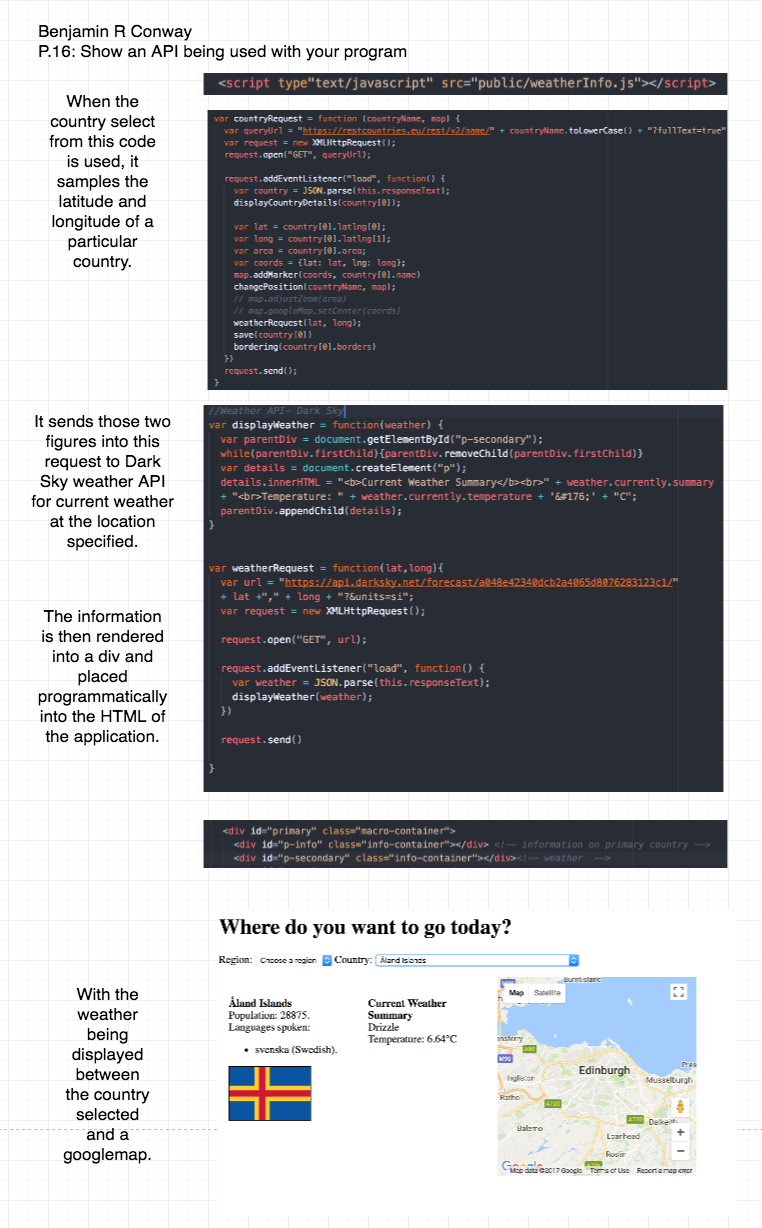 Benjamin R Conway
P.16: Show an API being used with your program
<script type"text/javascript" src="public/weatherInfo.js"></script>
When the
country select
from this code
is used, it
samples the
latitude and
longitude of a
particular
country.
var countryRequest = function (countryName, map) {
var queryUrl = "https://restcountries.eu/rest/v2/name/" + countryName.toLowerCase() + "?fullText=true"
var request = new XMLHttpRequest();
request.open("GET", queryUrl);
request.addEventListener("load", function() {
var country = JSON.parse(this.responseText);
displayCountryDetails(country[0]);
var lat = country[0].latlng[0];
var long = country[0].latlng[1];
var area = country[0].area;
var coords = {lat: lat, lng: long};
map.addMarker(coords, country[0].name)
changePosition(countryName, map);
// map.adjustZoom(area)
// map.googleMap.setCenter(coords)
weatherRequest(lat, long);
save(country[0])
bordering(country[0].borders)
})
request.send();
}
It sends those two
figures into this
request to Dark
Sky weather API
for current weather
at the location
specified.
//Weather API- Dark Sky
var displayWeather = function(weather) {
var parentDiv = document.getElementById("p-secondary");
while(parentDiv.firstChild){parentDiv.removeChild(parentDiv.firstChild)}
var details = document.createElement("p");
details.innerHTML = "<b>Current Weather Summary</b><br>" + weather.currently.summary
+ "<br>Temperature: " + weather.currently.temperature + '&#176;' + "C";
parentDiv.appendChild(details);
}
var weatherRequest = function(lat,long){
var url = "https://api.darksky.net/forecast/a048e42340dcb2a4065d8076283123c1/"
+ lat +"," + long + "?&units=si";
var request = new XMLHttpRequest();
request.open("GET", url);
request.addEventListener("load", function() {
var weather = JSON.parse(this.responseText);
displayWeather(weather);
})
request.send()
}
The information
is then rendered
into a div and
placed
programmatically
into the HTML of
the application.
<div id="primary" class="macro-container">
<div id="p-info" class="info-container"></div> <!-- information on primary country -->
<div id="p-secondary" class="info-container"></div><!-- weather  -->
Where do you want to go today?
Region: Choose a region Country: Åland Islands
With the
weather
being
displayed
between
the country
selected
and a
googlemap.
Åland Islands
Population: 28875.
Languages spoken:
• svenska (Swedish).
Current Weather
Summary
Drizzle
Temperature: 6.64°C
Map Satellite
Burntisland
A90
M90
Edinburgh
Musselburgh
Ingliston
Ratho
A720
A720
Dalkeith
Balerno
Loanhead
Roslin
+
−
Google
Map data ©2017 Google Terms of Use Report a map error